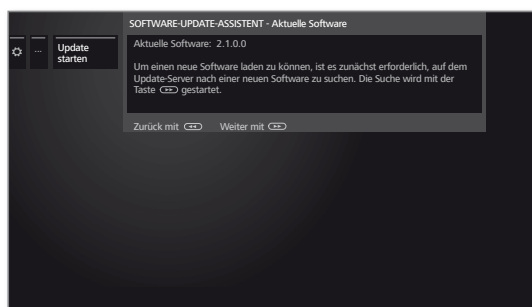 SOFTWARE-UPDATE-ASSISTENT - Aktuelle Software
...
Update
starten
Aktuelle Software: 2.1.0.0
Um einen neue Software laden zu können, ist es zunächst erforderlich, auf dem
Update-Server nach einer neuen Software zu suchen. Die Suche wird mit der
Taste ▶▶ gestartet.
Zurück mit ◀◀ Weiter mit ▶▶